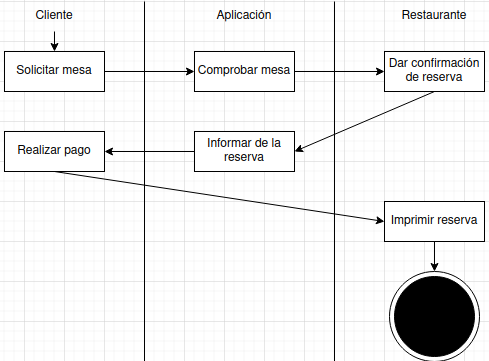 Cliente
Aplicación
Restaurante
Solicitar mesa
Comprobar mesa
Dar confirmación
de reserva
Realizar pago
Informar de la
reserva
Imprimir reserva